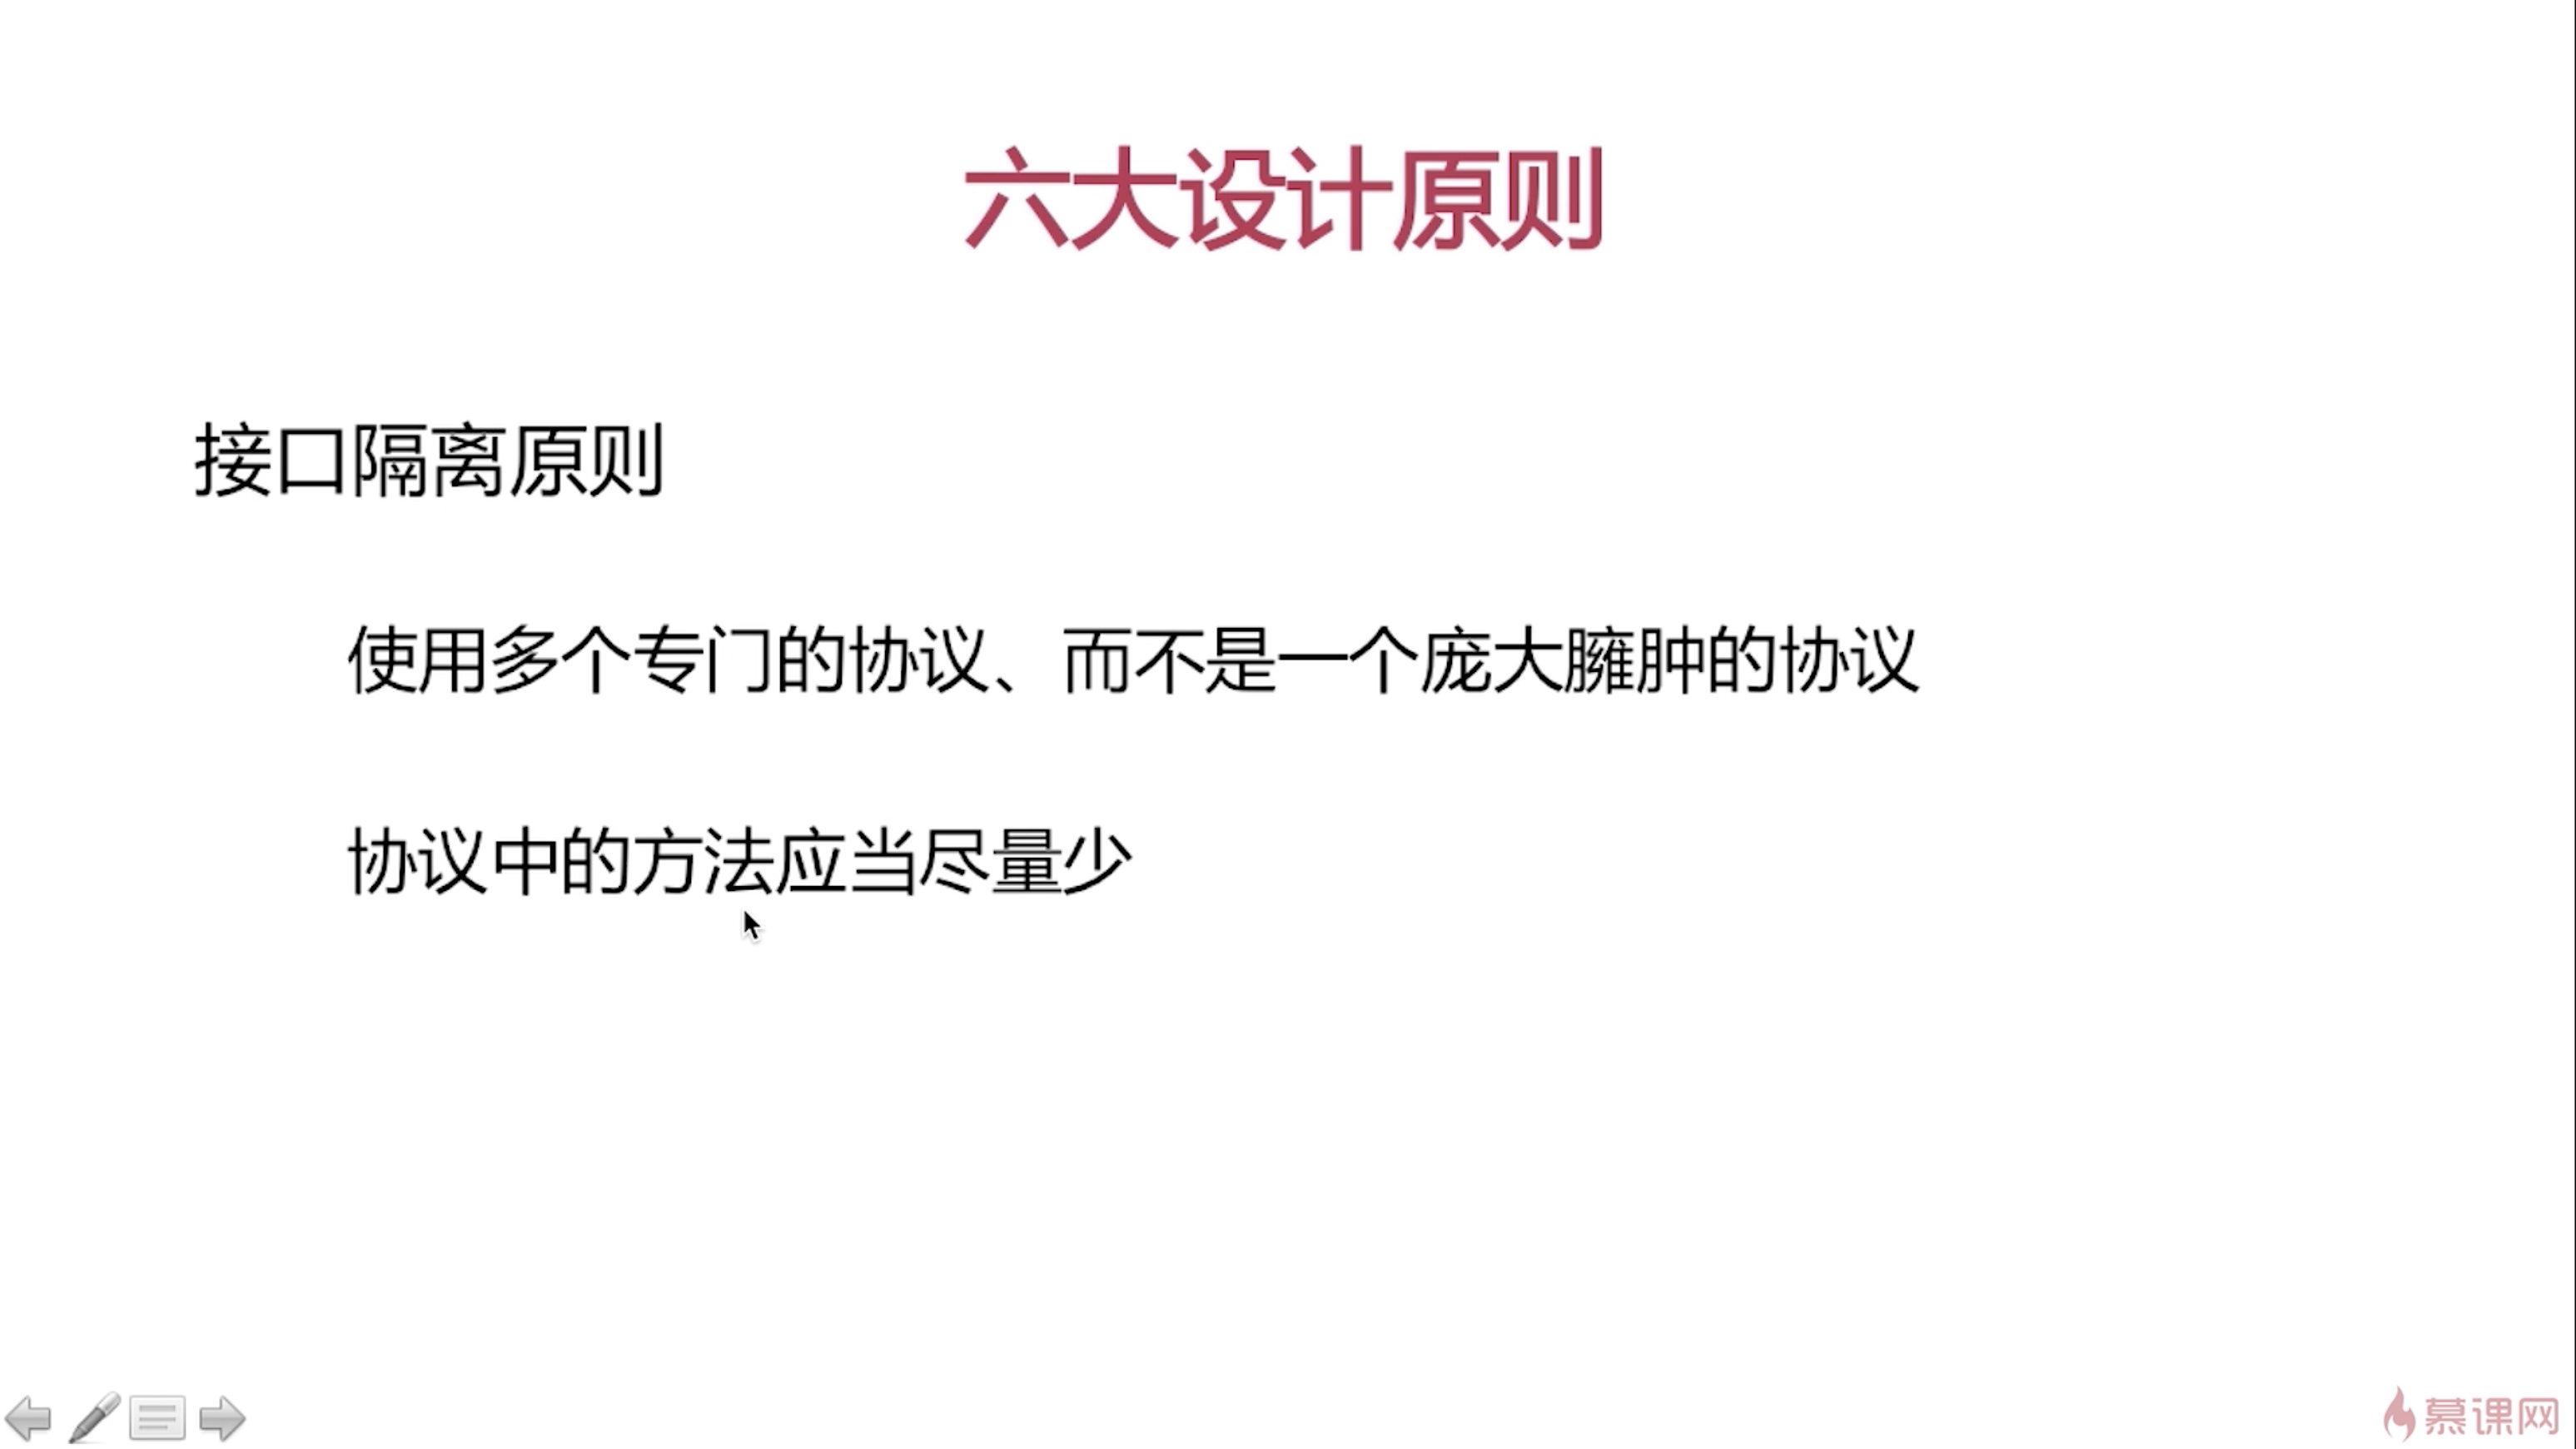 六大设计原则
接口隔离原则
使用多个专门的协议、而不是一个庞大臃肿的协议
协议中的方法应当尽量少
慕课网